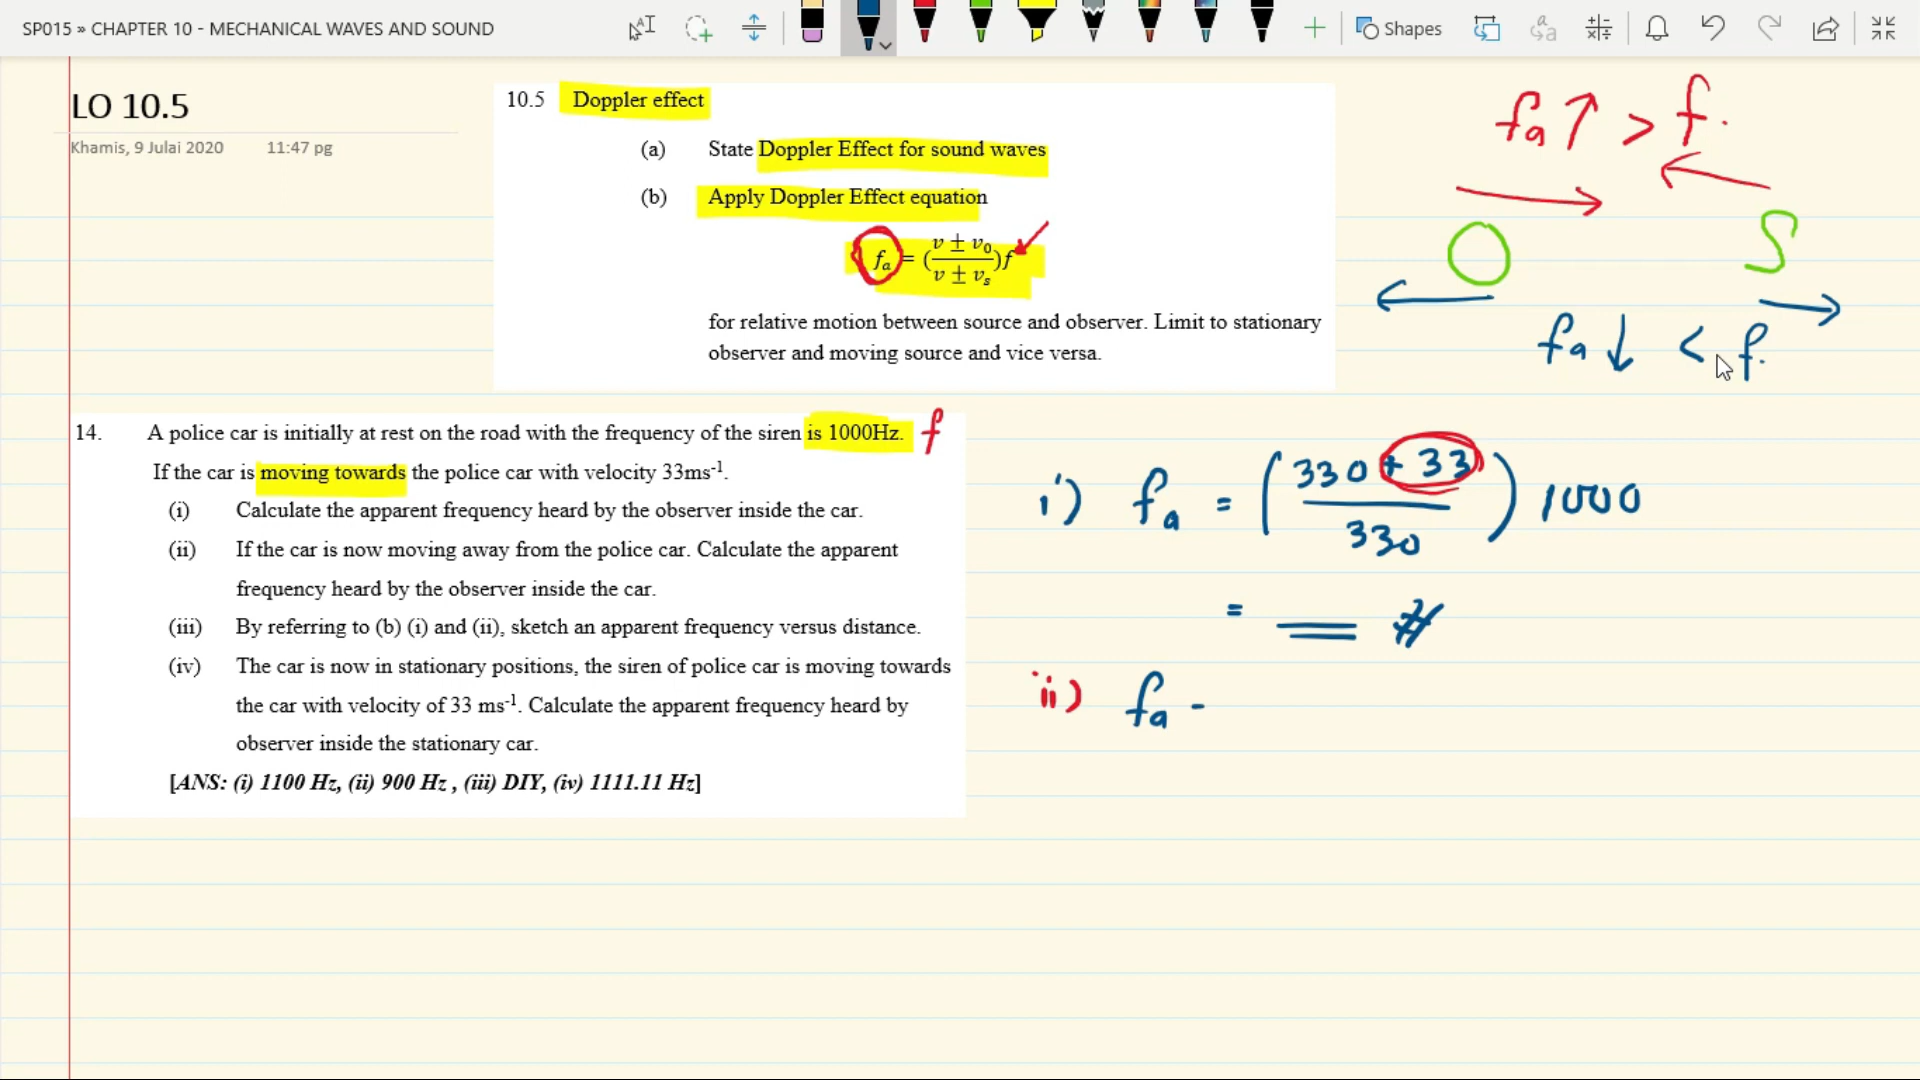 SP015 » CHAPTER 10 - MECHANICAL WAVES AND SOUND
Shapes
LO 10.5
Khamis, 9 Julai 2020 11:47 pg
10.5 Doppler effect
(a) State Doppler Effect for sound waves
(b) Apply Doppler Effect equation
fₐ = (v ± v₀ / v ± vₛ)f
for relative motion between source and observer. Limit to stationary
observer and moving source and vice versa.
fa ↑ > f.
O S
fa ↓ < f.
14. A police car is initially at rest on the road with the frequency of the siren is 1000Hz. f
If the car is moving towards the police car with velocity 33ms⁻¹.
(i) Calculate the apparent frequency heard by the observer inside the car.
(ii) If the car is now moving away from the police car. Calculate the apparent
frequency heard by the observer inside the car.
(iii) By referring to (b) (i) and (ii), sketch an apparent frequency versus distance.
(iv) The car is now in stationary positions, the siren of police car is moving towards
the car with velocity of 33 ms⁻¹. Calculate the apparent frequency heard by
observer inside the stationary car.
[ANS: (i) 1100 Hz, (ii) 900 Hz , (iii) DIY, (iv) 1111.11 Hz]
i) fa = (330 + 33 / 330) 1000
= #
ii) fa -